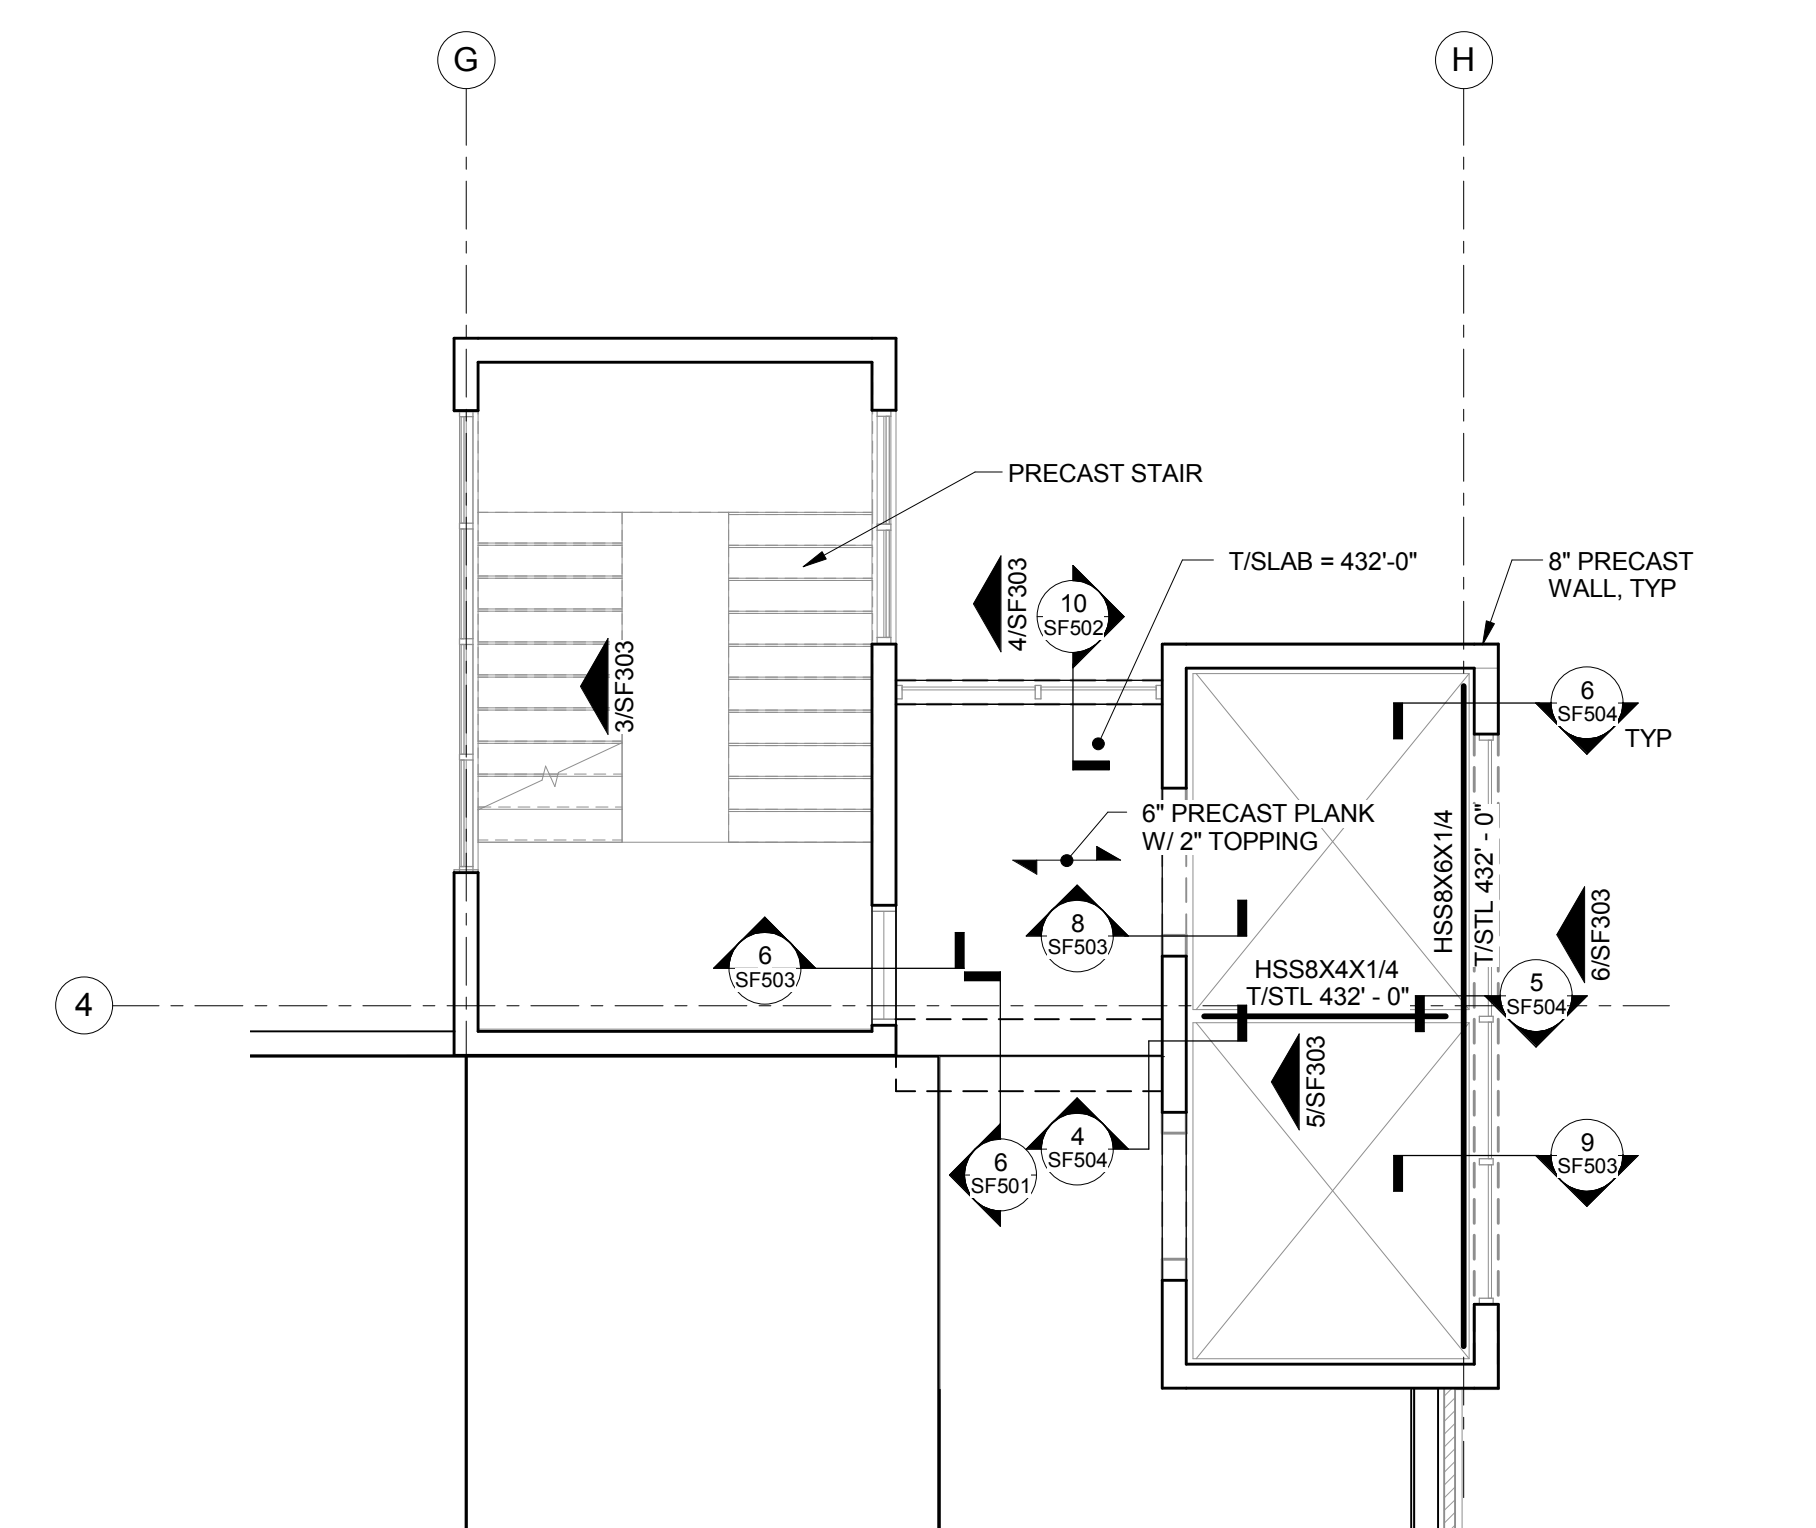 G
H
PRECAST STAIR
T/SLAB = 432'-0"
8" PRECAST
WALL, TYP
4/SF303
10
SF502
3/SF303
6
SF504
TYP
6" PRECAST PLANK
W/ 2" TOPPING
HSS8X6X1/4
T/STL 432' - 0"
8
SF503
6
SF503
6/SF303
HSS8X4X1/4
T/STL 432' - 0"
5
SF504
4
5/SF303
4
SF504
6
SF501
9
SF503